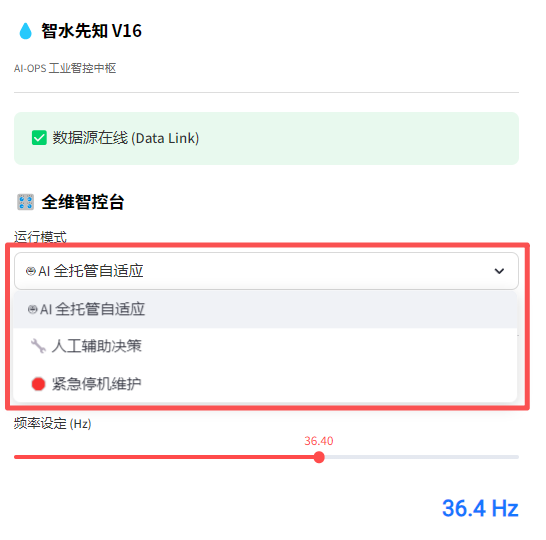 💧 智水先知 V16
AI-OPS 工业智控中枢
✅ 数据源在线 (Data Link)
🎛️ 全维智控台
运行模式
AI 全托管自适应
AI 全托管自适应
🔧 人工辅助决策
🛑 紧急停机维护
频率设定 (Hz)
36.40
36.4 Hz